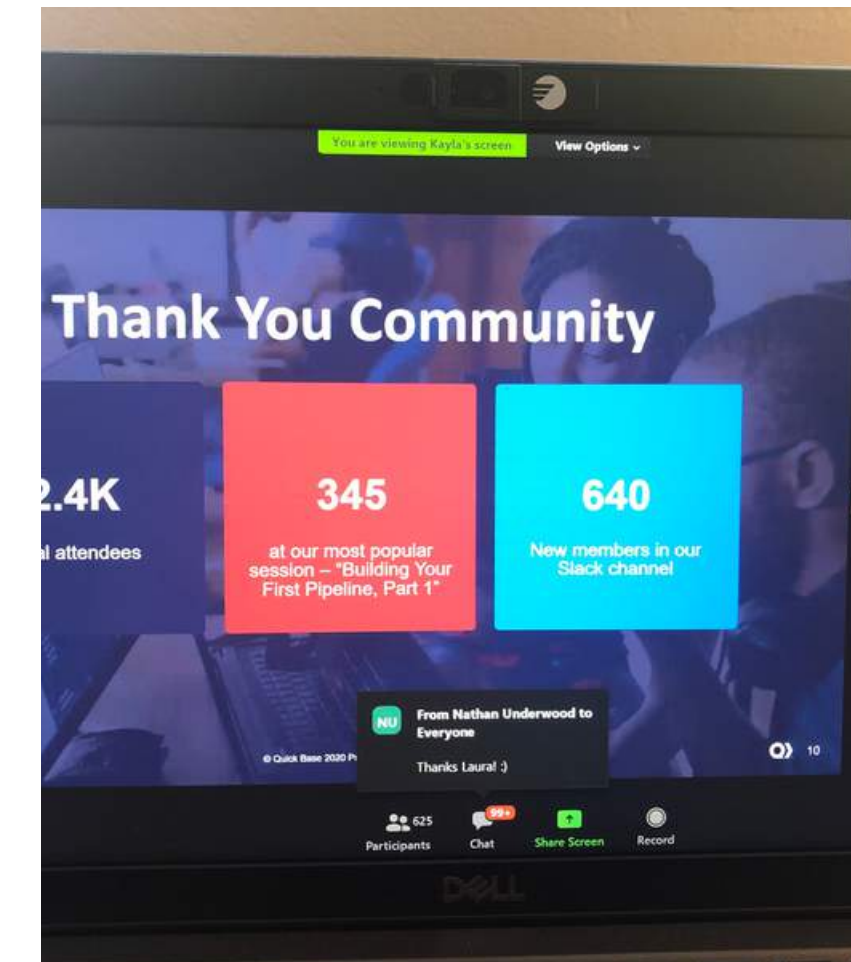 You are viewing Kayla's screen
View Options
Thank You Community
2.4K
attendees
345
at our most popular
session – "Building Your
First Pipeline, Part 1"
640
New members in our
Slack channel
NU
From Nathan Underwood to
Everyone
Thanks Laura! :)
© Quick Base 2020
10
625
Participants
99+
Chat
Share Screen
Record
DELL